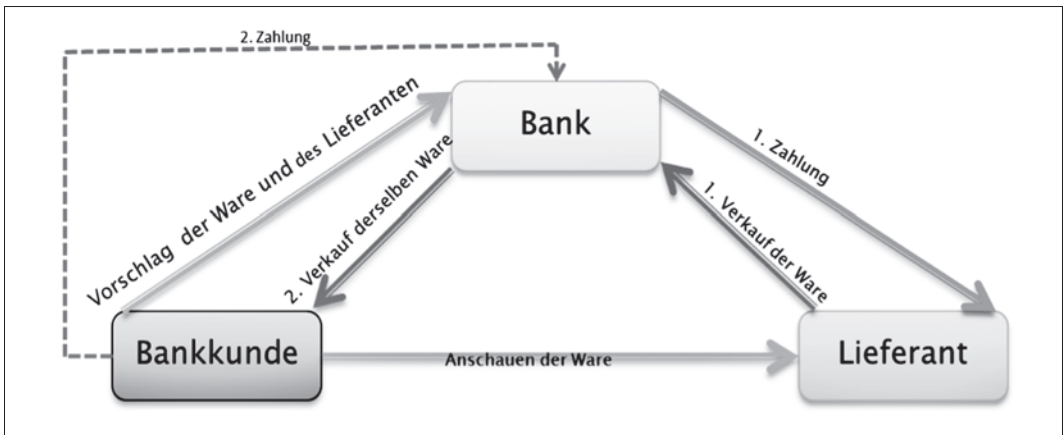 2. Zahlung
Bank
Vorschlag der Ware und des Lieferanten
2. Verkauf derselben Ware
1. Zahlung
1. Verkauf der Ware
Bankkunde
Anschauen der Ware
Lieferant